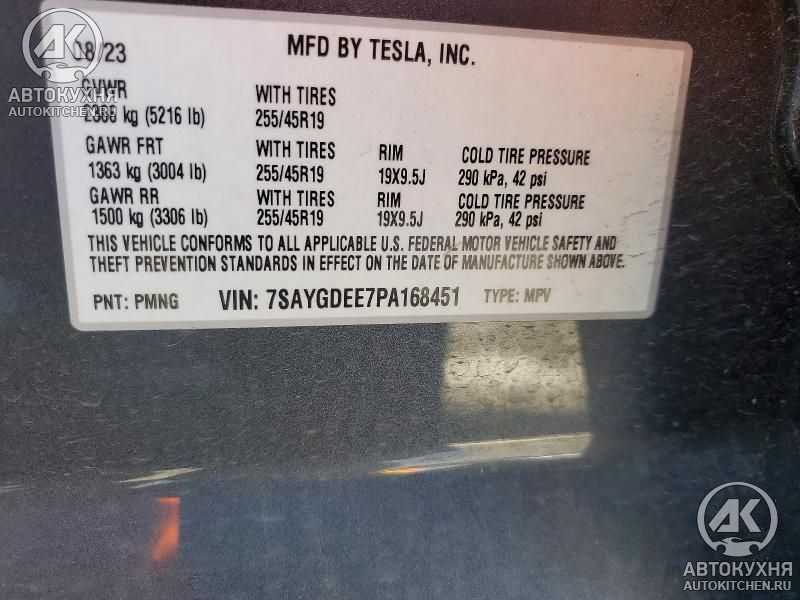 08/23 MFD BY TESLA, INC.
АВТОКУХНЯ
AUTOKITCHEN.RU
GVWR WITH TIRES
kg (5216 lb) 255/45R19
GAWR FRT WITH TIRES RIM COLD TIRE PRESSURE
1363 kg (3004 lb) 255/45R19 19X9.5J 290 kPa, 42 psi
GAWR RR WITH TIRES RIM COLD TIRE PRESSURE
1500 kg (3306 lb) 255/45R19 19X9.5J 290 kPa, 42 psi
THIS VEHICLE CONFORMS TO ALL APPLICABLE U.S. FEDERAL MOTOR VEHICLE SAFETY AND
THEFT PREVENTION STANDARDS IN EFFECT ON THE DATE OF MANUFACTURE SHOWN ABOVE.
PNT: PMNG VIN: 7SAYGDEE7PA168451 TYPE: MPV
АК
АВТОКУХНЯ
AUTOKITCHEN.RU